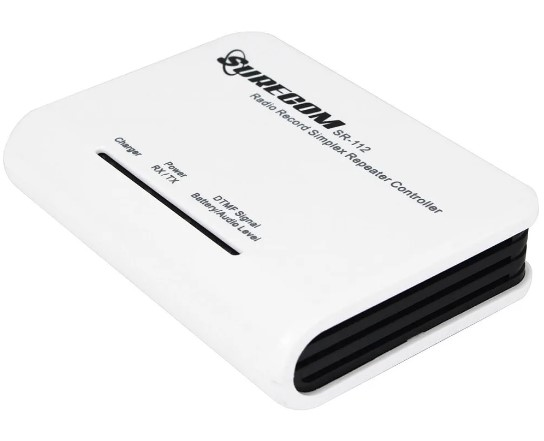 SURECOM SR-112
Radio Record Simplex Repeater Controller
Charger
Power
RX / TX
DTMF Signal
Battery/Audio Level